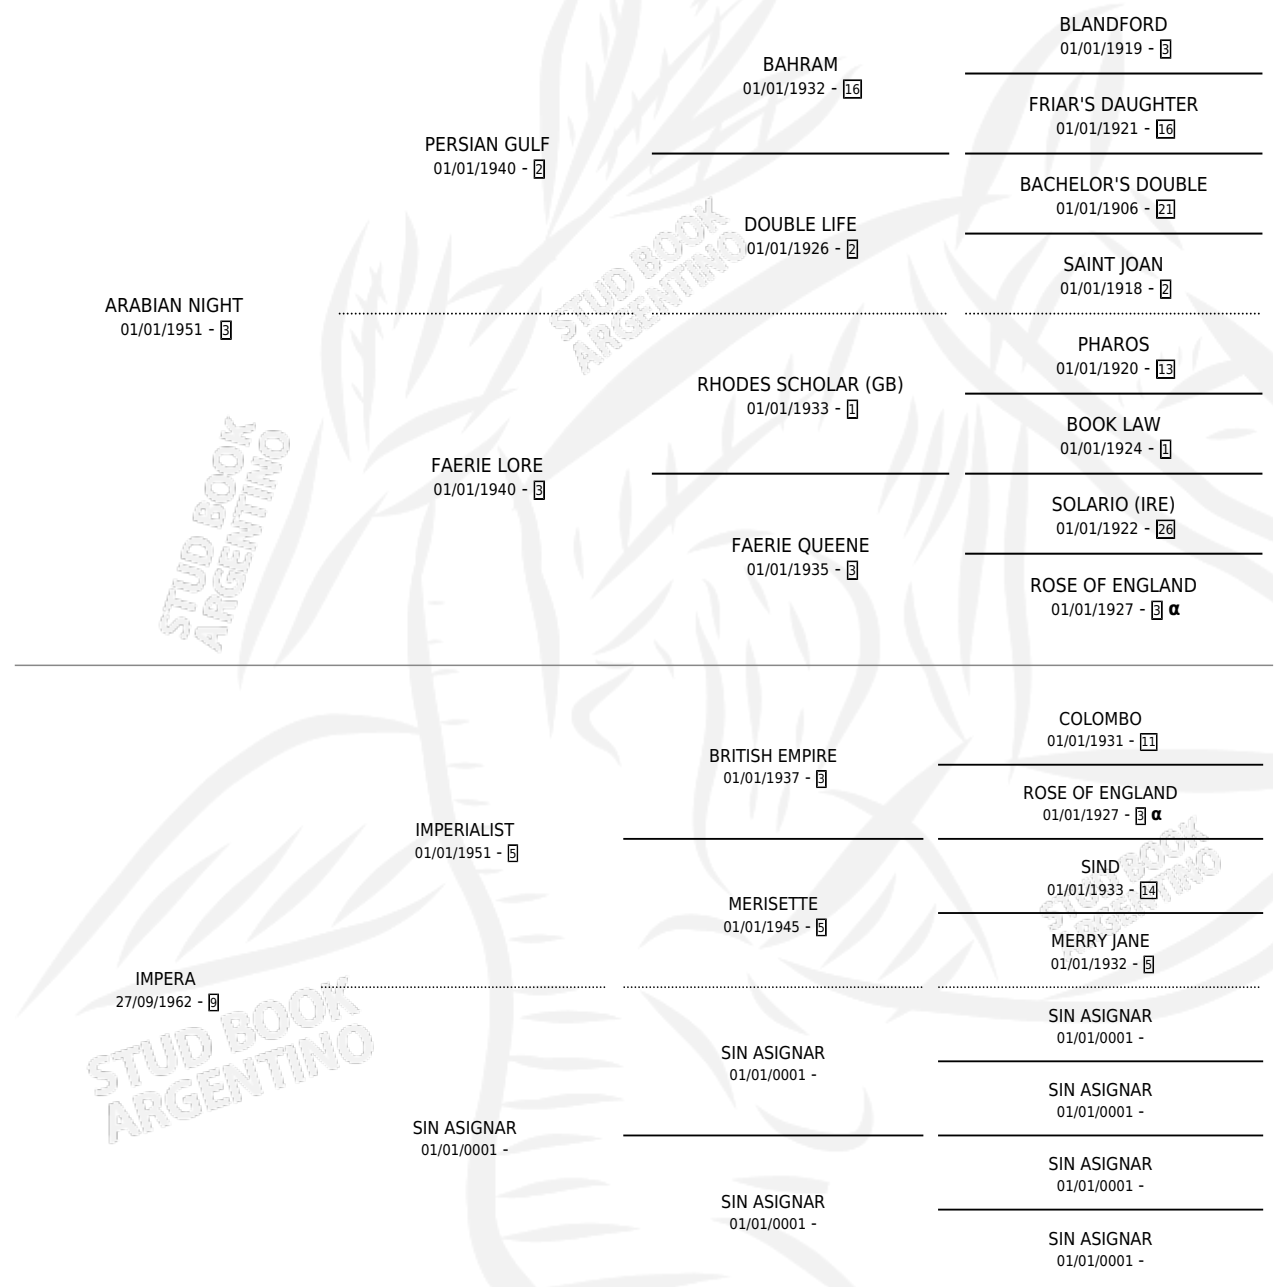 BLANDFORD
01/01/1919 - 3
BAHRAM
01/01/1932 - 16
FRIAR'S DAUGHTER
01/01/1921 - 16
PERSIAN GULF
01/01/1940 - 2
BACHELOR'S DOUBLE
01/01/1906 - 21
DOUBLE LIFE
01/01/1926 - 2
SAINT JOAN
01/01/1918 - 2
STUD BOOK
ARGENTINO
ARABIAN NIGHT
01/01/1951 - 3
PHAROS
01/01/1920 - 13
RHODES SCHOLAR (GB)
01/01/1933 - 1
BOOK LAW
01/01/1924 - 1
FAERIE LORE
01/01/1940 - 3
SOLARIO (IRE)
01/01/1922 - 26
FAERIE QUEENE
01/01/1935 - 3
ROSE OF ENGLAND
01/01/1927 - 3 α
STUD BOOK
ARGENTINO
COLOMBO
01/01/1931 - 11
BRITISH EMPIRE
01/01/1937 - 3
ROSE OF ENGLAND
01/01/1927 - 3 α
IMPERIALIST
01/01/1951 - 5
SIND
01/01/1933 - 14
MERISETTE
01/01/1945 - 5
MERRY JANE
01/01/1932 - 5
STUD BOOK
ARGENTINO
IMPERA
27/09/1962 - 9
SIN ASIGNAR
01/01/0001 -
SIN ASIGNAR
01/01/0001 -
SIN ASIGNAR
01/01/0001 -
SIN ASIGNAR
01/01/0001 -
SIN ASIGNAR
01/01/0001 -
SIN ASIGNAR
01/01/0001 -
SIN ASIGNAR
01/01/0001 -
STUD BOOK
ARGENTINO